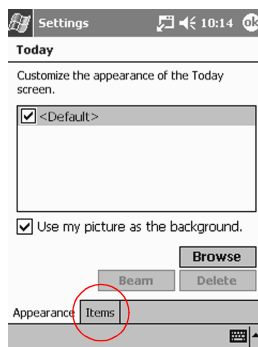 Settings 10:14 ok
Today
Customize the appearance of the Today
screen.
<Default>
Use my picture as the background.
Browse
Beam Delete
Appearance Items